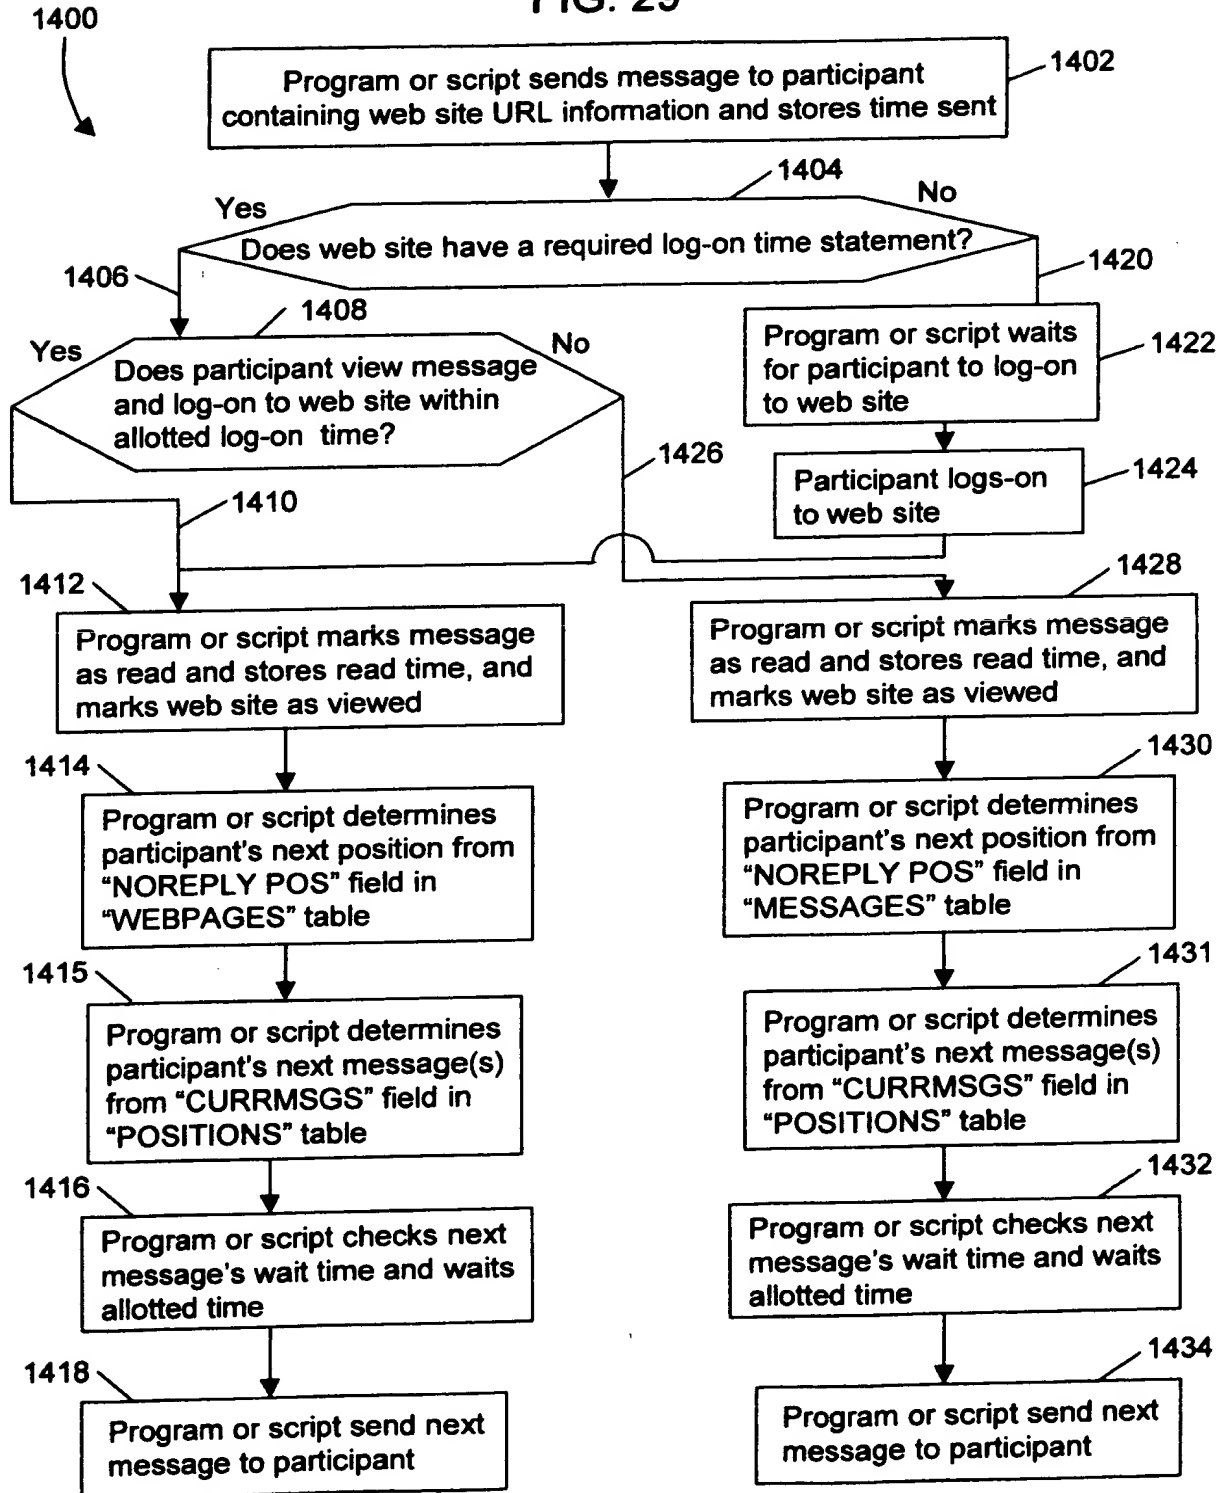 FIG. 29
1400
Program or script sends message to participant
containing web site URL information and stores time sent
1402
1404
Yes
No
Does web site have a required log-on time statement?
1406
1420
1408
Yes
No
Does participant view message
and log-on to web site within
allotted log-on time?
Program or script waits
for participant to log-on
to web site
1422
1426
1410
Participant logs-on
to web site
1424
1412
1428
Program or script marks message
as read and stores read time, and
marks web site as viewed
Program or script marks message
as read and stores read time, and
marks web site as viewed
1414
1430
Program or script determines
participant's next position from
“NOREPLY POS” field in
“WEBPAGES” table
Program or script determines
participant's next position from
“NOREPLY POS” field in
“MESSAGES” table
1415
1431
Program or script determines
participant's next message(s)
from “CURRMSGS” field in
“POSITIONS” table
Program or script determines
participant's next message(s)
from “CURRMSGS” field in
“POSITIONS” table
1416
1432
Program or script checks next
message's wait time and waits
allotted time
Program or script checks next
message's wait time and waits
allotted time
1418
1434
Program or script send next
message to participant
Program or script send next
message to participant